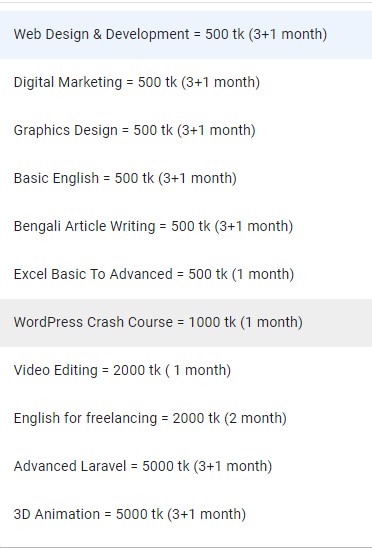 Web Design & Development = 500 tk (3+1 month)
Digital Marketing = 500 tk (3+1 month)
Graphics Design = 500 tk (3+1 month)
Basic English = 500 tk (3+1 month)
Bengali Article Writing = 500 tk (3+1 month)
Excel Basic To Advanced = 500 tk (1 month)
WordPress Crash Course = 1000 tk (1 month)
Video Editing = 2000 tk ( 1 month)
English for freelancing = 2000 tk (2 month)
Advanced Laravel = 5000 tk (3+1 month)
3D Animation = 5000 tk (3+1 month)